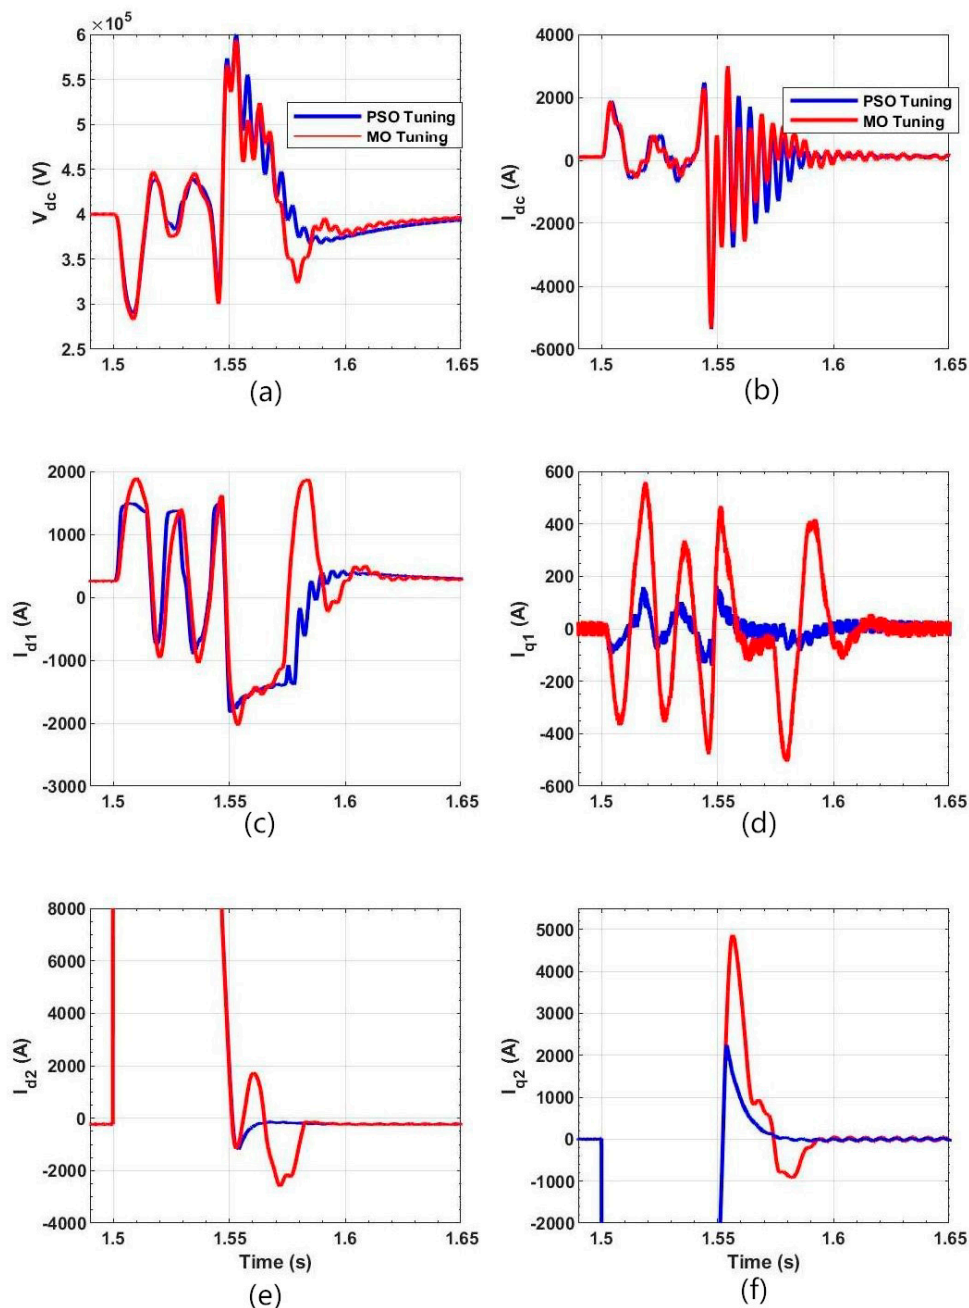 ×10⁵
6
5.5
5
4.5
4
3.5
3
2.5
V_dc (V)
PSO Tuning
MO Tuning
1.5 1.55 1.6 1.65
(a)
4000
2000
0
-2000
-4000
-6000
I_dc (A)
PSO Tuning
MO Tuning
1.5 1.55 1.6 1.65
(b)
2000
1000
0
-1000
-2000
-3000
I_d1 (A)
1.5 1.55 1.6 1.65
(c)
600
400
200
0
-200
-400
-600
I_q1 (A)
1.5 1.55 1.6 1.65
(d)
8000
6000
4000
2000
0
-2000
-4000
I_d2 (A)
1.5 1.55 1.6 1.65
Time (s)
(e)
5000
4000
3000
2000
1000
0
-1000
-2000
I_q2 (A)
1.5 1.55 1.6 1.65
Time (s)
(f)